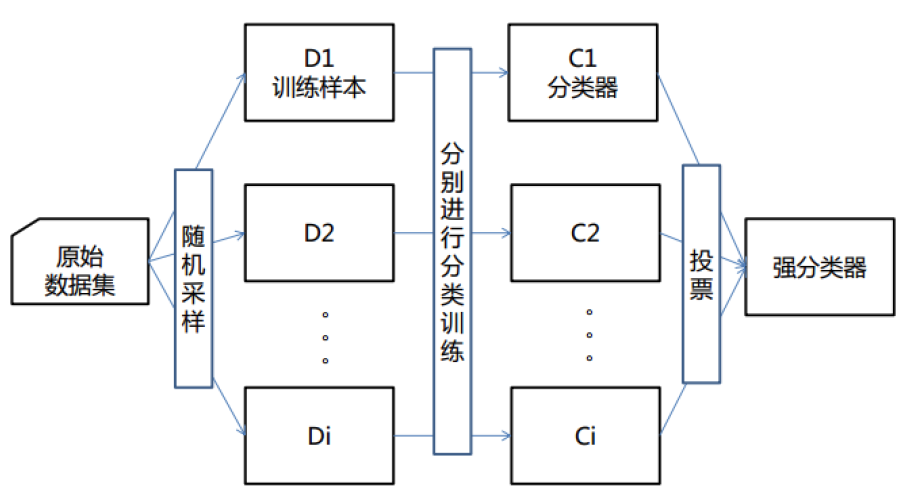 原始
数据集
随机采样
D1
训练样本
D2
。
。
。
Di
分别进行分类训练
C1
分类器
C2
。
。
。
Ci
投票
强分类器